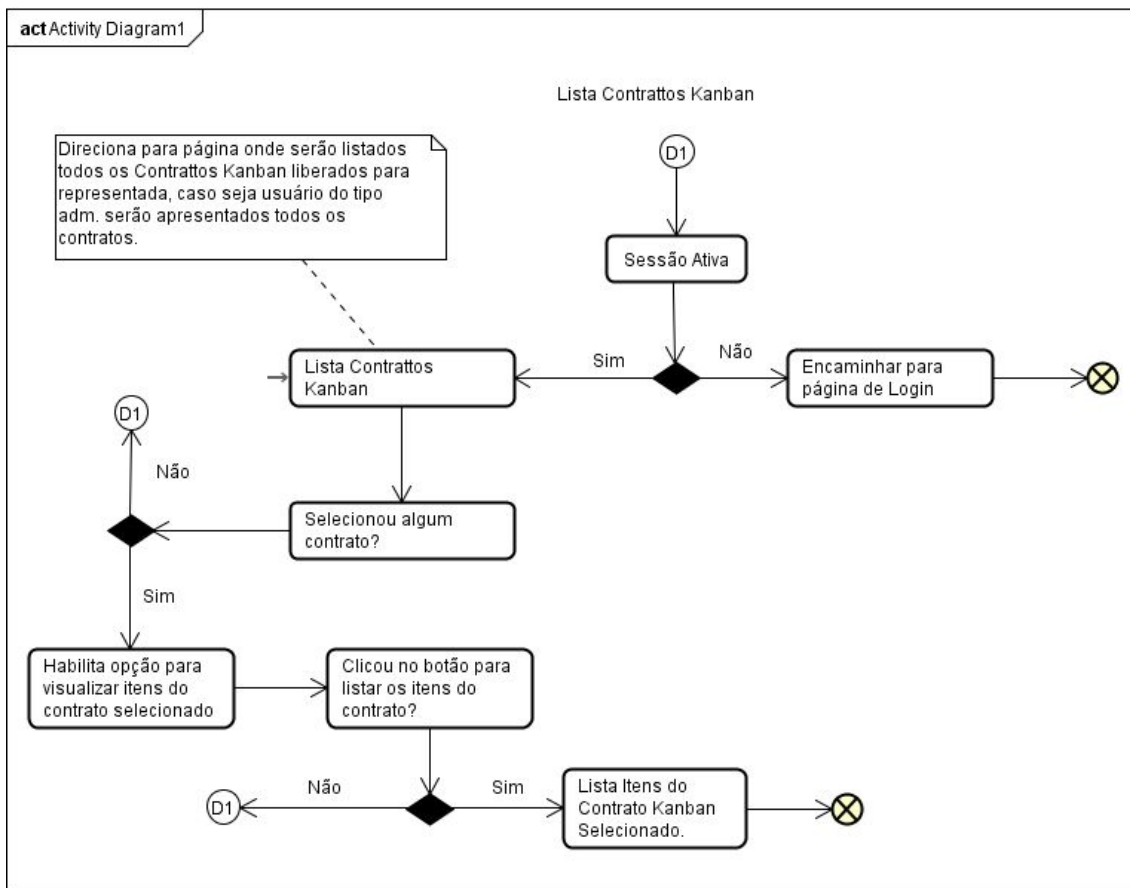 act Activity Diagram1
Lista Contrattos Kanban
D1
Direciona para página onde serão listados
todos os Contrattos Kanban liberados para
representada, caso seja usuário do tipo
adm. serão apresentados todos os
contratos.
Sessão Ativa
Sim
Não
Lista Contrattos
Kanban
Encaminhar para
página de Login
D1
Não
Selecionou algum
contrato?
Sim
Habilita opção para
visualizar itens do
contrato selecionado
Clicou no botão para
listar os itens do
contrato?
Não
Sim
D1
Lista Itens do
Contrato Kanban
Selecionado.